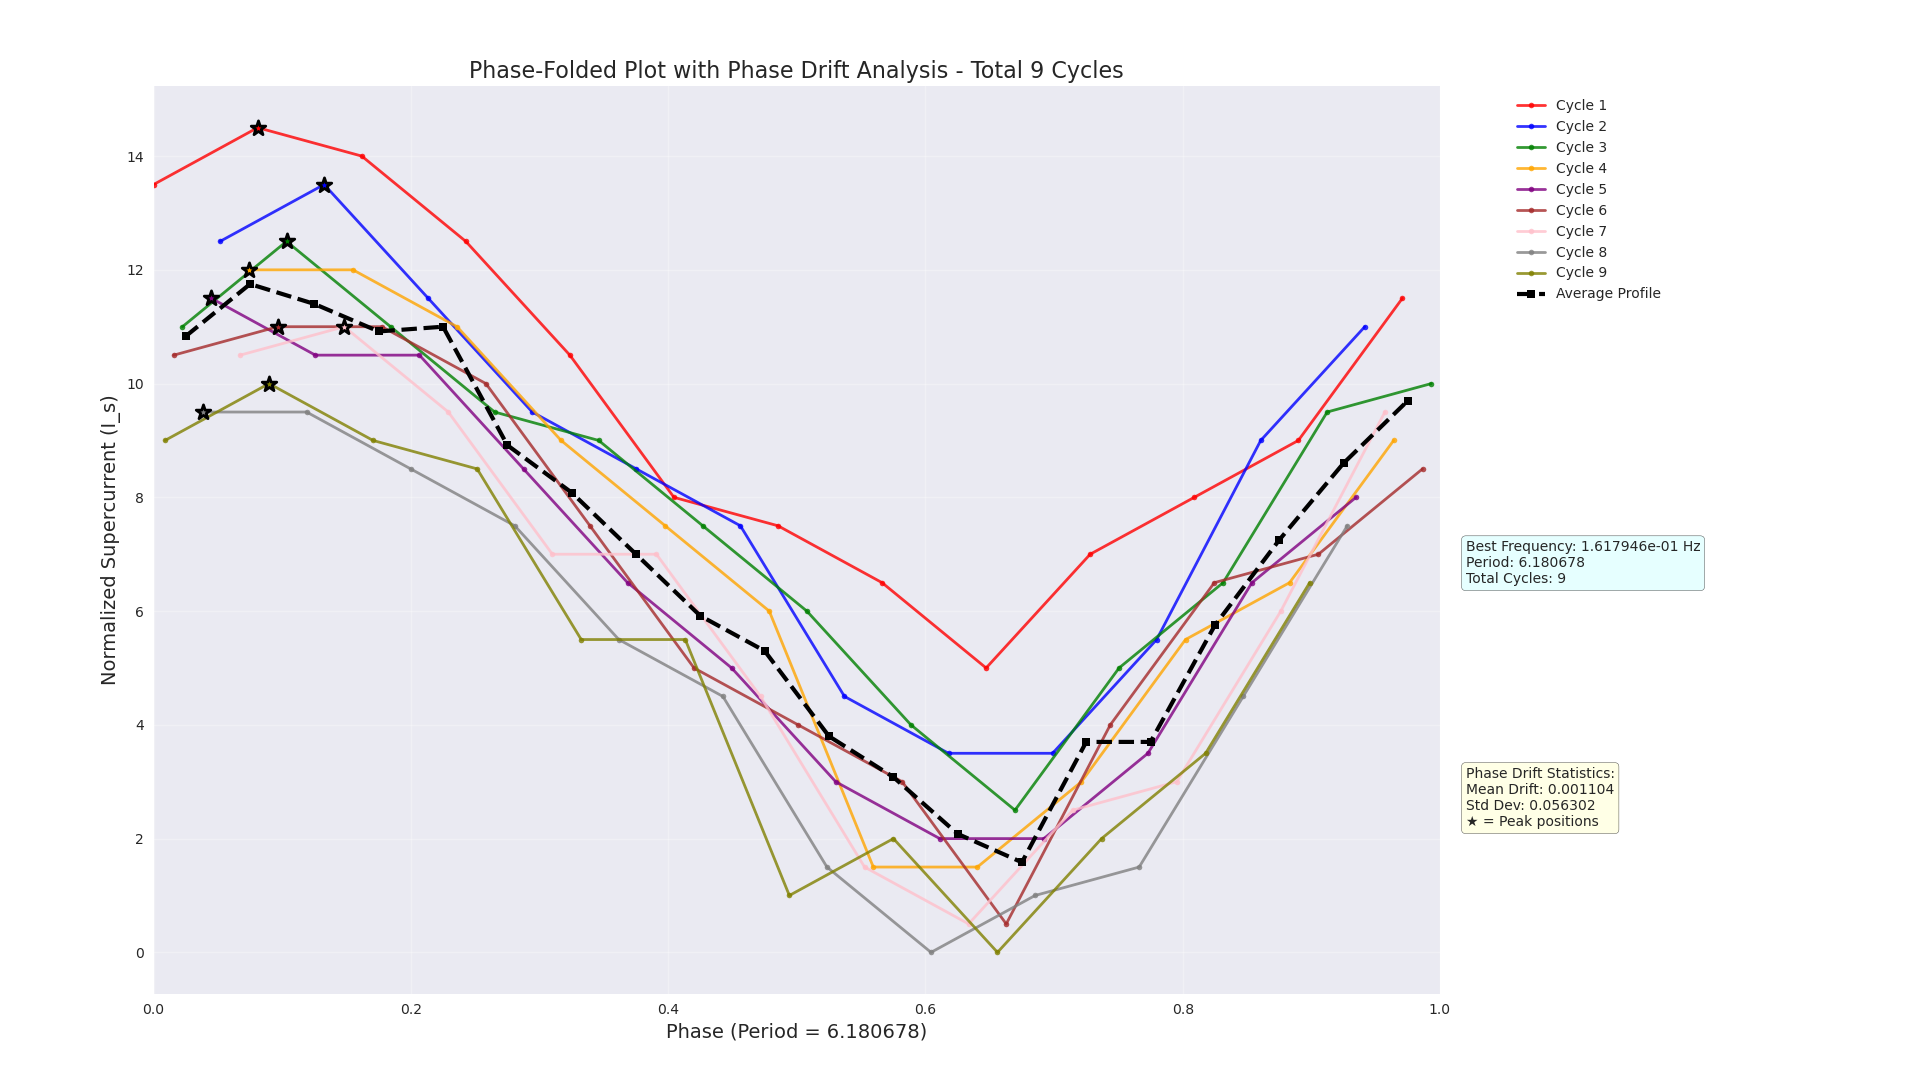 Phase-Folded Plot with Phase Drift Analysis - Total 9 Cycles
Cycle 1
Cycle 2
Cycle 3
Cycle 4
Cycle 5
Cycle 6
Cycle 7
Cycle 8
Cycle 9
Average Profile
Normalized Supercurrent (I_s)
14
12
10
8
6
4
2
0
Best Frequency: 1.617946e-01 Hz
Period: 6.180678
Total Cycles: 9
Phase Drift Statistics:
Mean Drift: 0.001104
Std Dev: 0.056302
★ = Peak positions
0.0 0.2 0.4 0.6 0.8 1.0
Phase (Period = 6.180678)